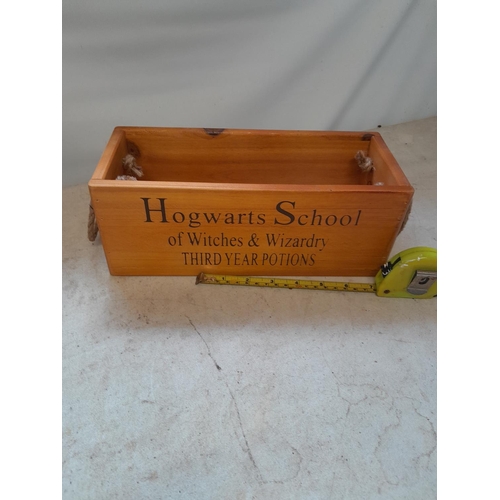 Hogwarts School
of Witches & Wizardry
THIRD YEAR POTIONS